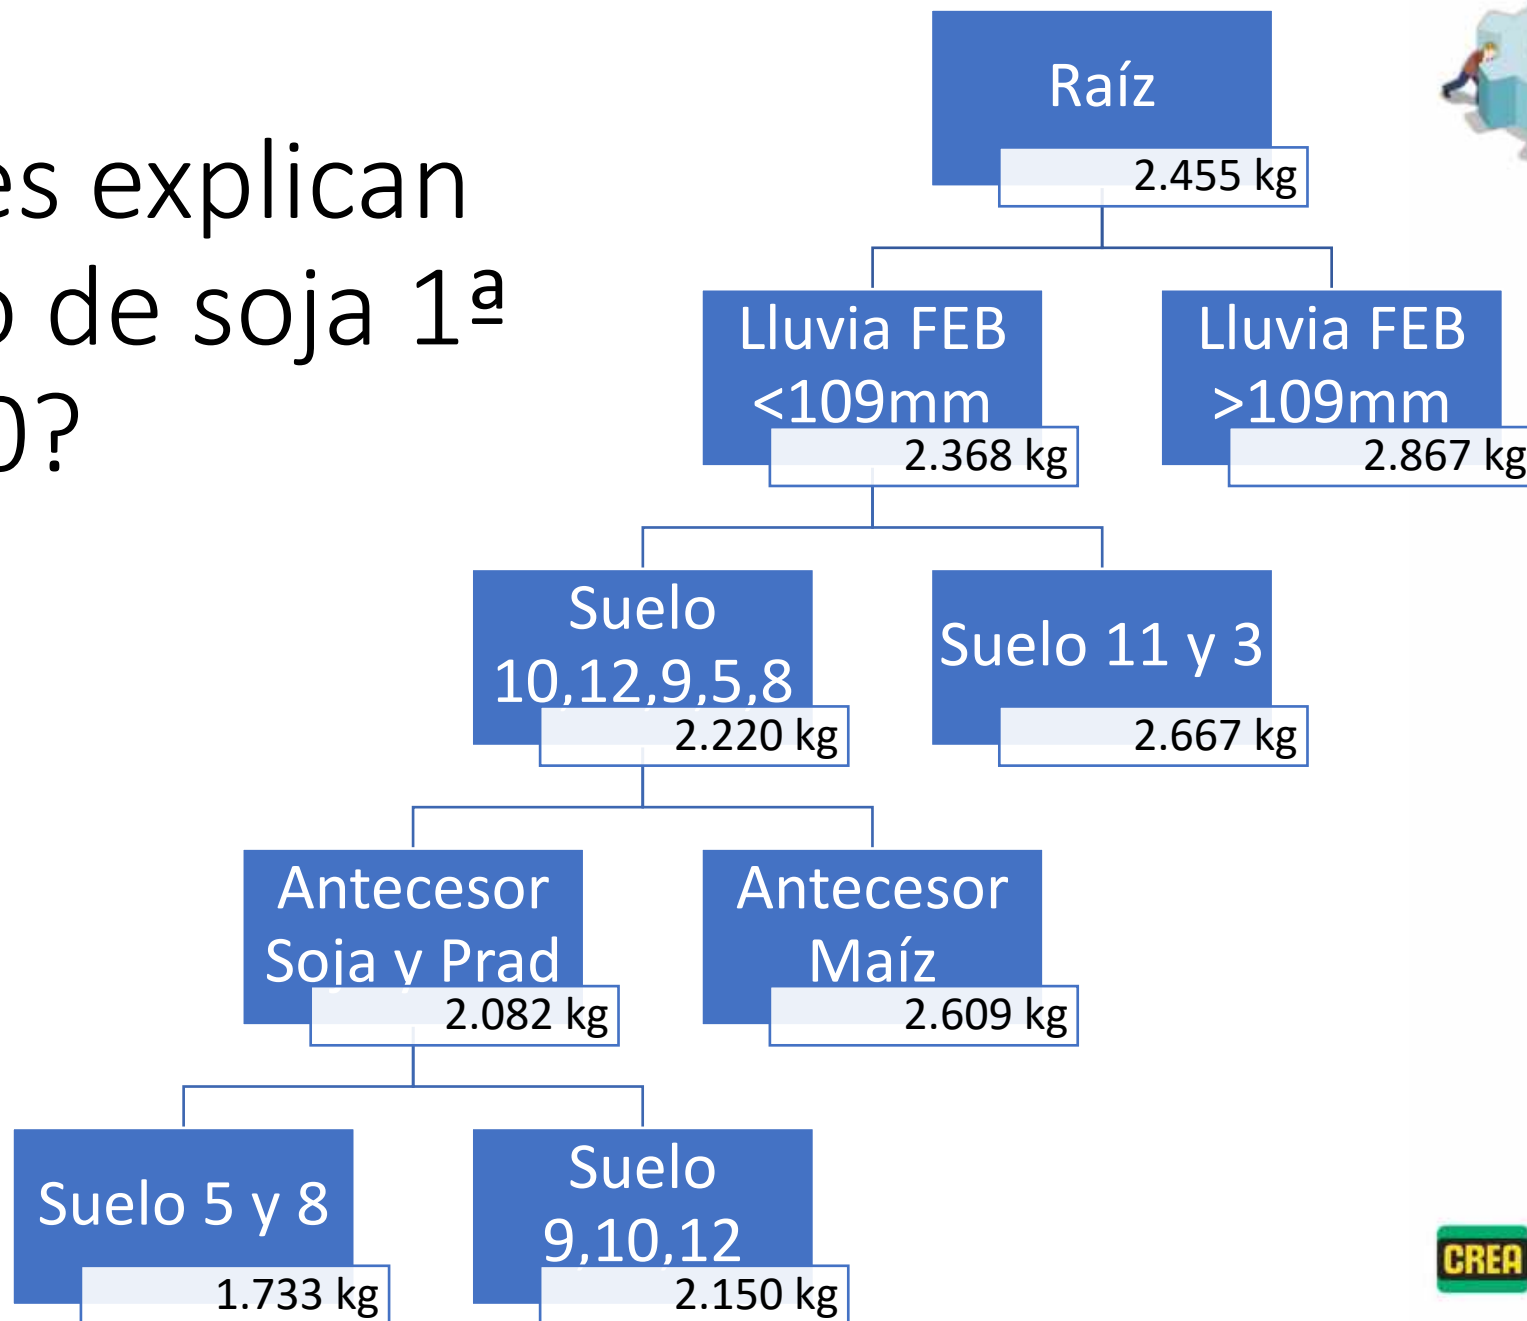 es explican
o de soja 1ª
0?
Raíz
2.455 kg
Lluvia FEB
<109mm
2.368 kg
Lluvia FEB
>109mm
2.867 kg
Suelo
10,12,9,5,8
2.220 kg
Suelo 11 y 3
2.667 kg
Antecesor
Soja y Prad
2.082 kg
Antecesor
Maíz
2.609 kg
Suelo 5 y 8
1.733 kg
Suelo
9,10,12
2.150 kg
CREA